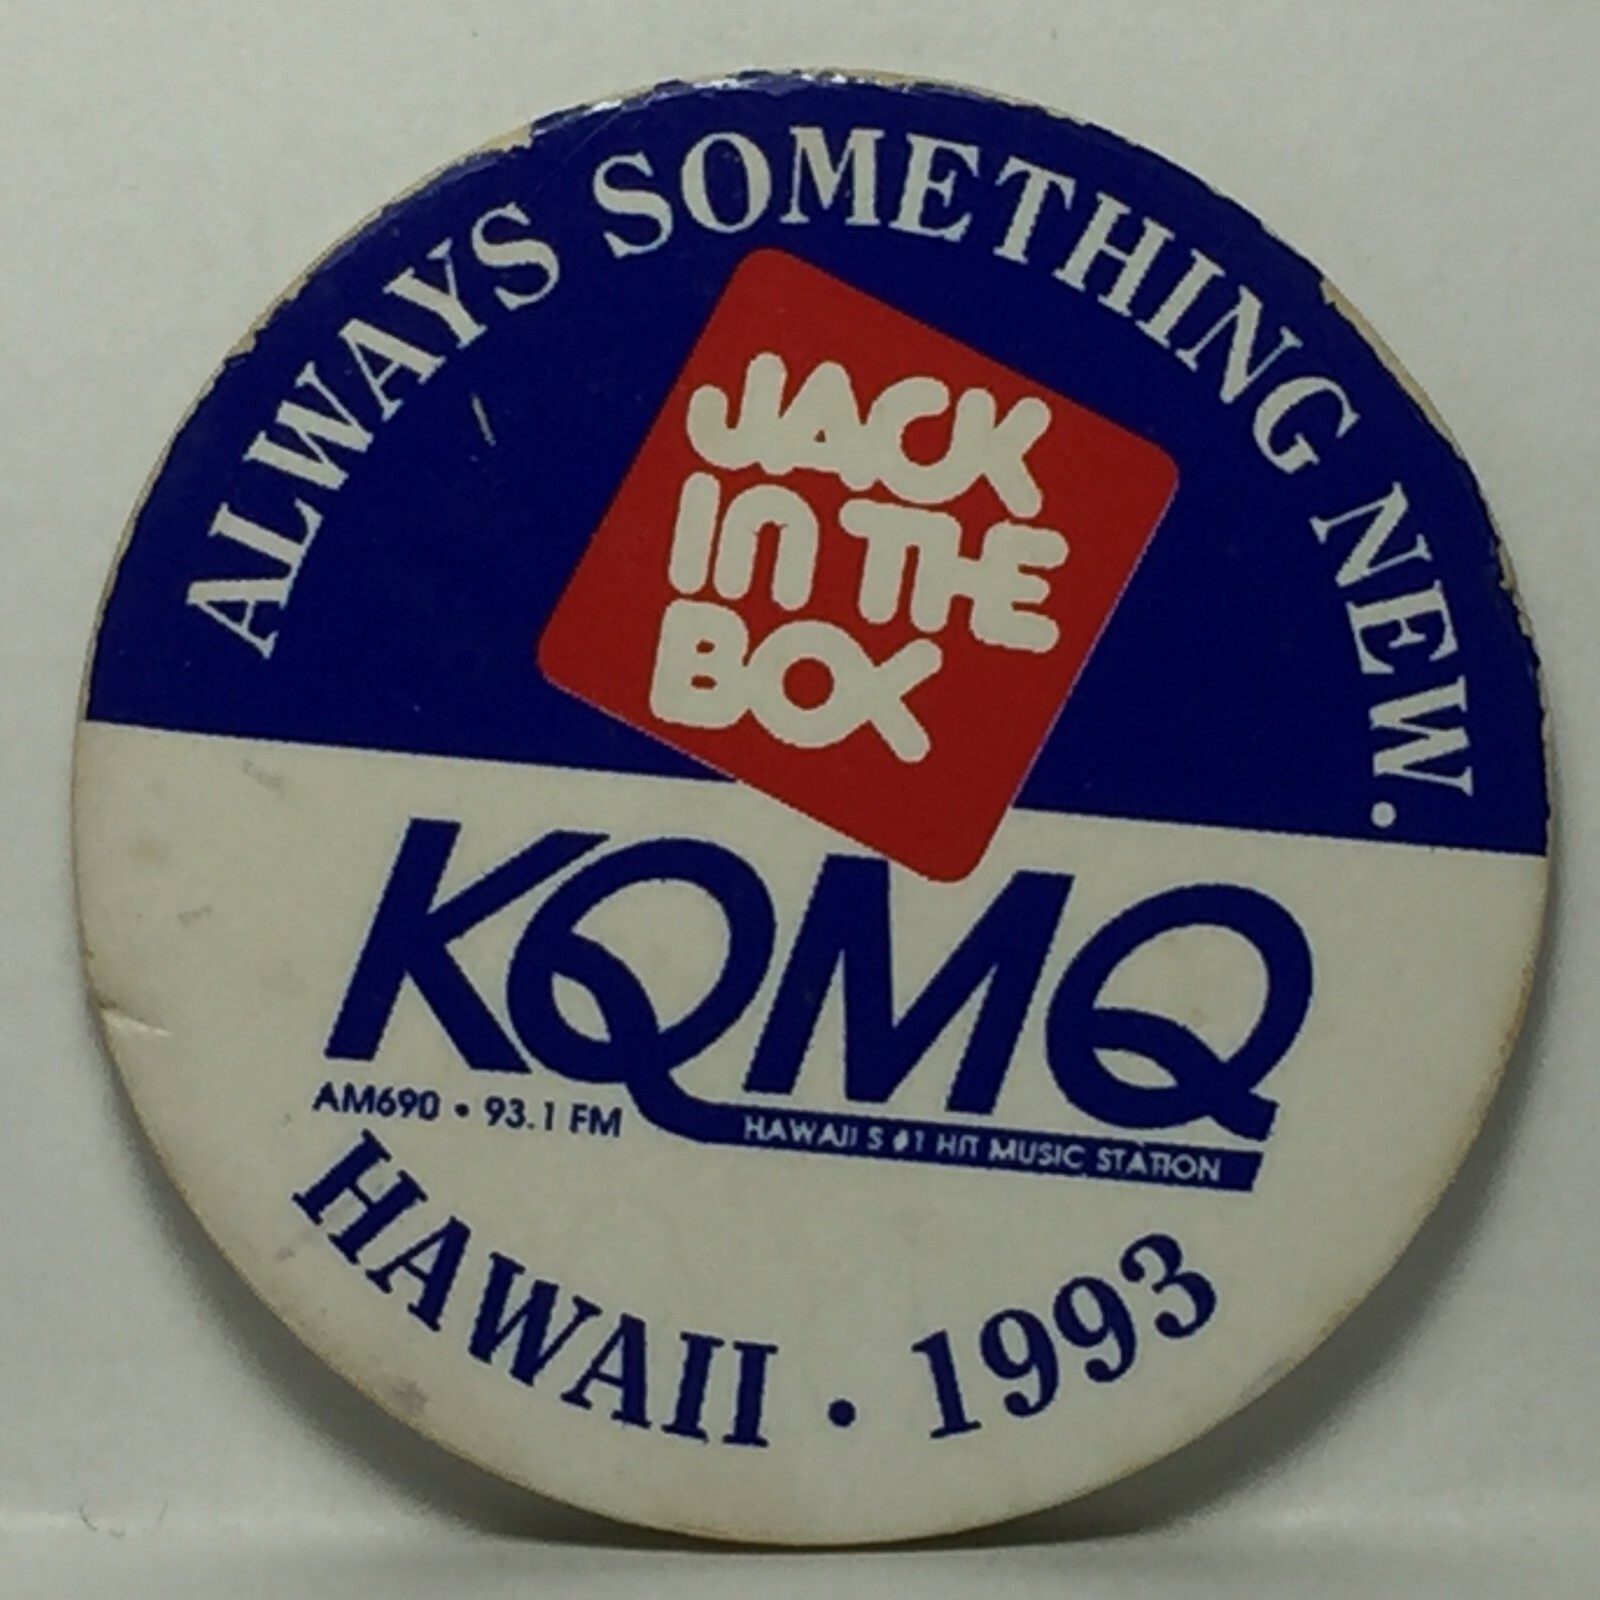 ALWAYS SOMETHING NEW.
JACK
IN THE
BOX
KQMQ
AM690 • 93.1 FM
HAWAII S #1 HIT MUSIC STATION
HAWAII • 1993